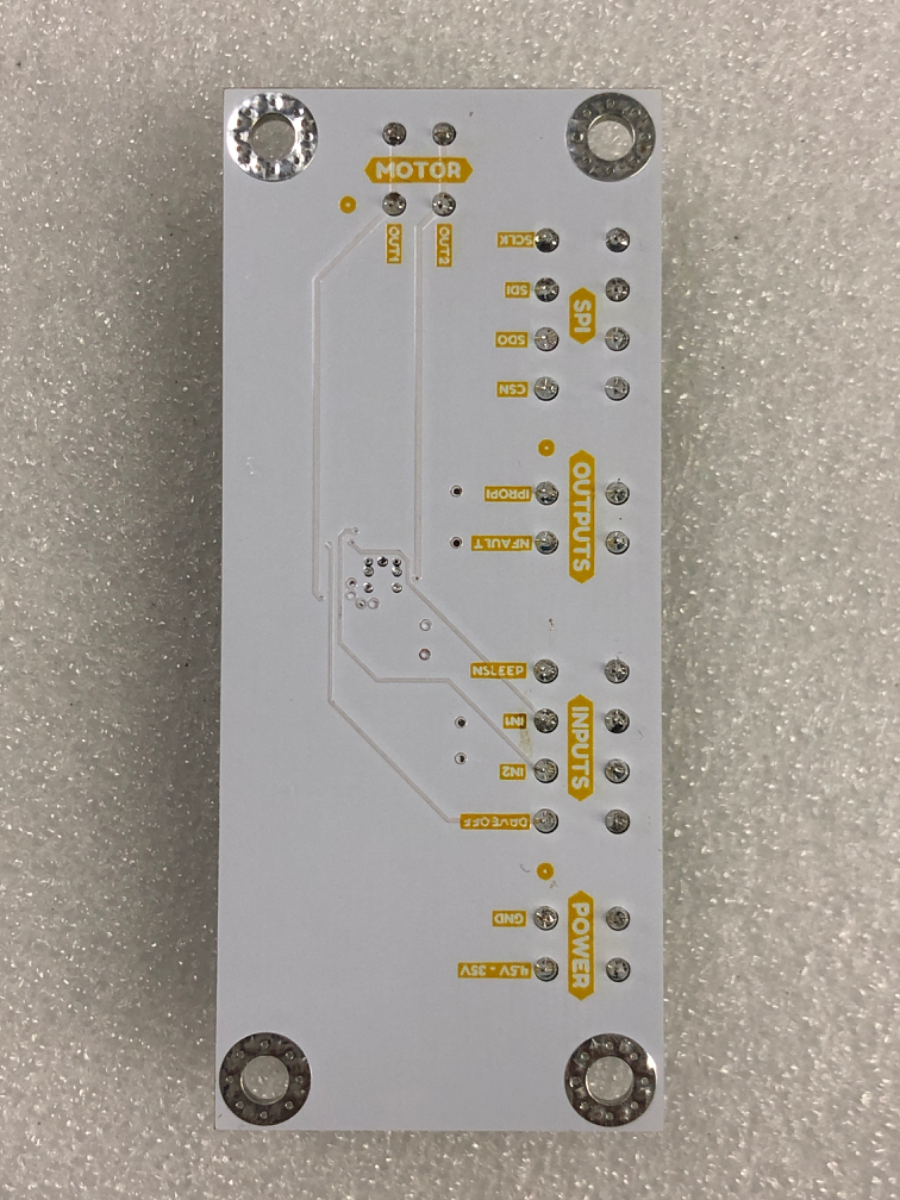 MOTOR
OUT1
OUT2
SCLK
SDI
SPI
SDO
CSN
OUTPUTS
IPROPI
NFAULT
NSLEEP
INPUTS
IN1
IN2
DRVEOFF
POWER
GND
4.5V - 35V